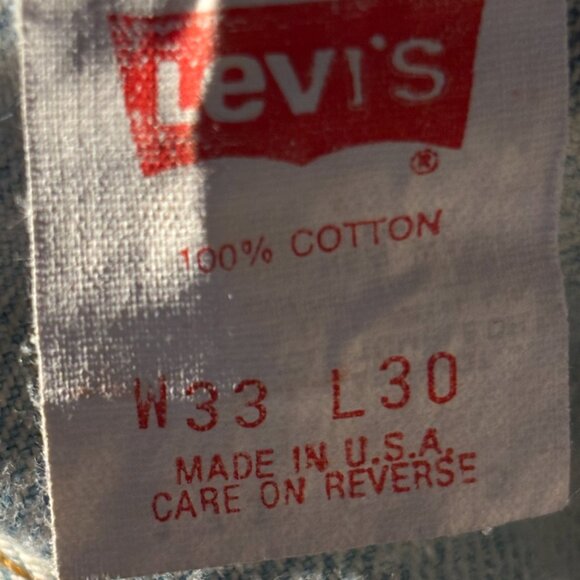 Levi's
®
100% COTTON
W33 L30
MADE IN U.S.A.
CARE ON REVERSE